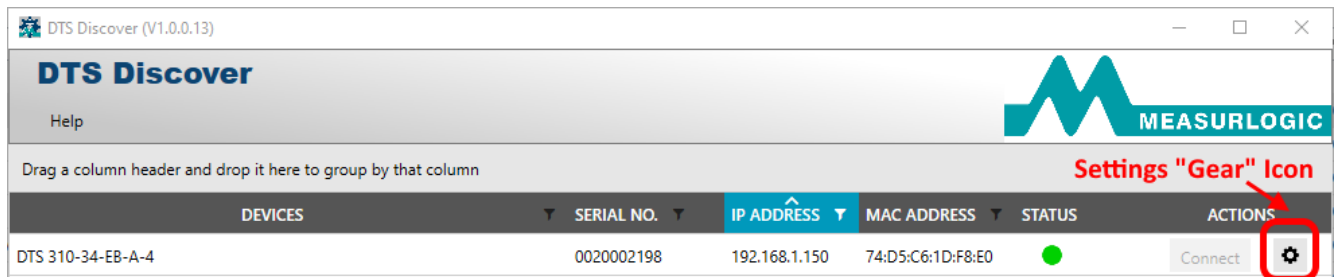 DTS Discover (V1.0.0.13)
DTS Discover
Help
MEASURLOGIC
Drag a column header and drop it here to group by that column
Settings "Gear" Icon
DEVICES SERIAL NO. IP ADDRESS MAC ADDRESS STATUS ACTIONS
DTS 310-34-EB-A-4 0020002198 192.168.1.150 74:D5:C6:1D:F8:E0 Connect